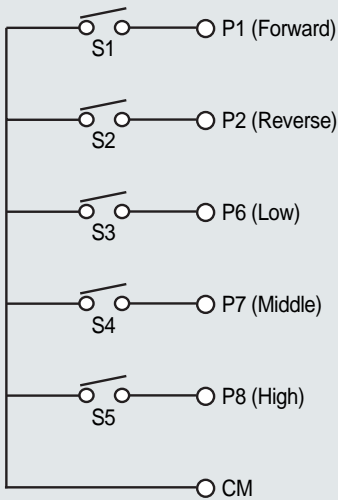 P1 (Forward)
S1
P2 (Reverse)
S2
P6 (Low)
S3
P7 (Middle)
S4
P8 (High)
S5
CM